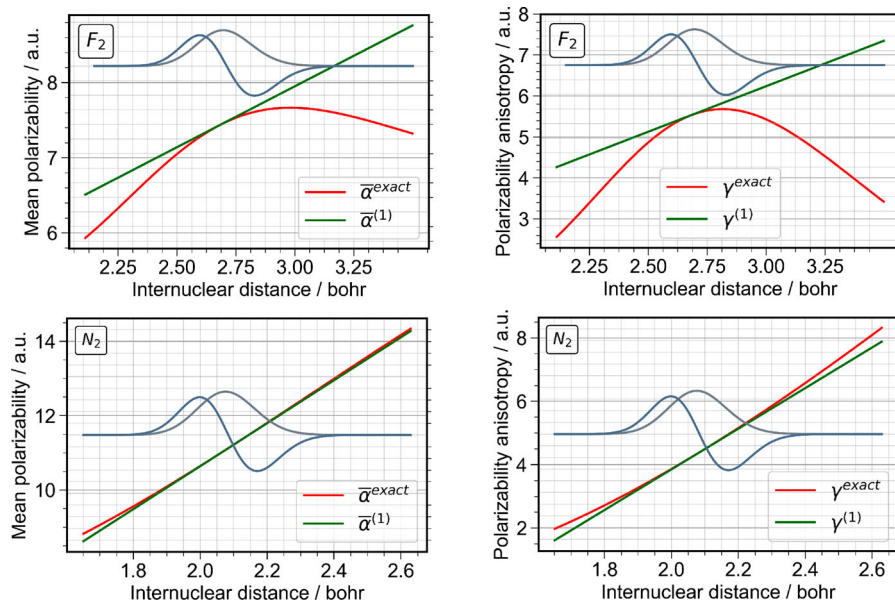 Mean polarizability / a.u.
8
7
6
F₂
α̅ᵉˣᵃᶜᵗ
α̅⁽¹⁾
2.25 2.50 2.75 3.00 3.25
Internuclear distance / bohr
Polarizability anisotropy / a.u.
8
7
6
5
4
3
F₂
γᵉˣᵃᶜᵗ
γ⁽¹⁾
2.25 2.50 2.75 3.00 3.25
Internuclear distance / bohr
Mean polarizability / a.u.
14
12
10
N₂
α̅ᵉˣᵃᶜᵗ
α̅⁽¹⁾
1.8 2.0 2.2 2.4 2.6
Internuclear distance / bohr
Polarizability anisotropy / a.u.
8
6
4
2
N₂
γᵉˣᵃᶜᵗ
γ⁽¹⁾
1.8 2.0 2.2 2.4 2.6
Internuclear distance / bohr